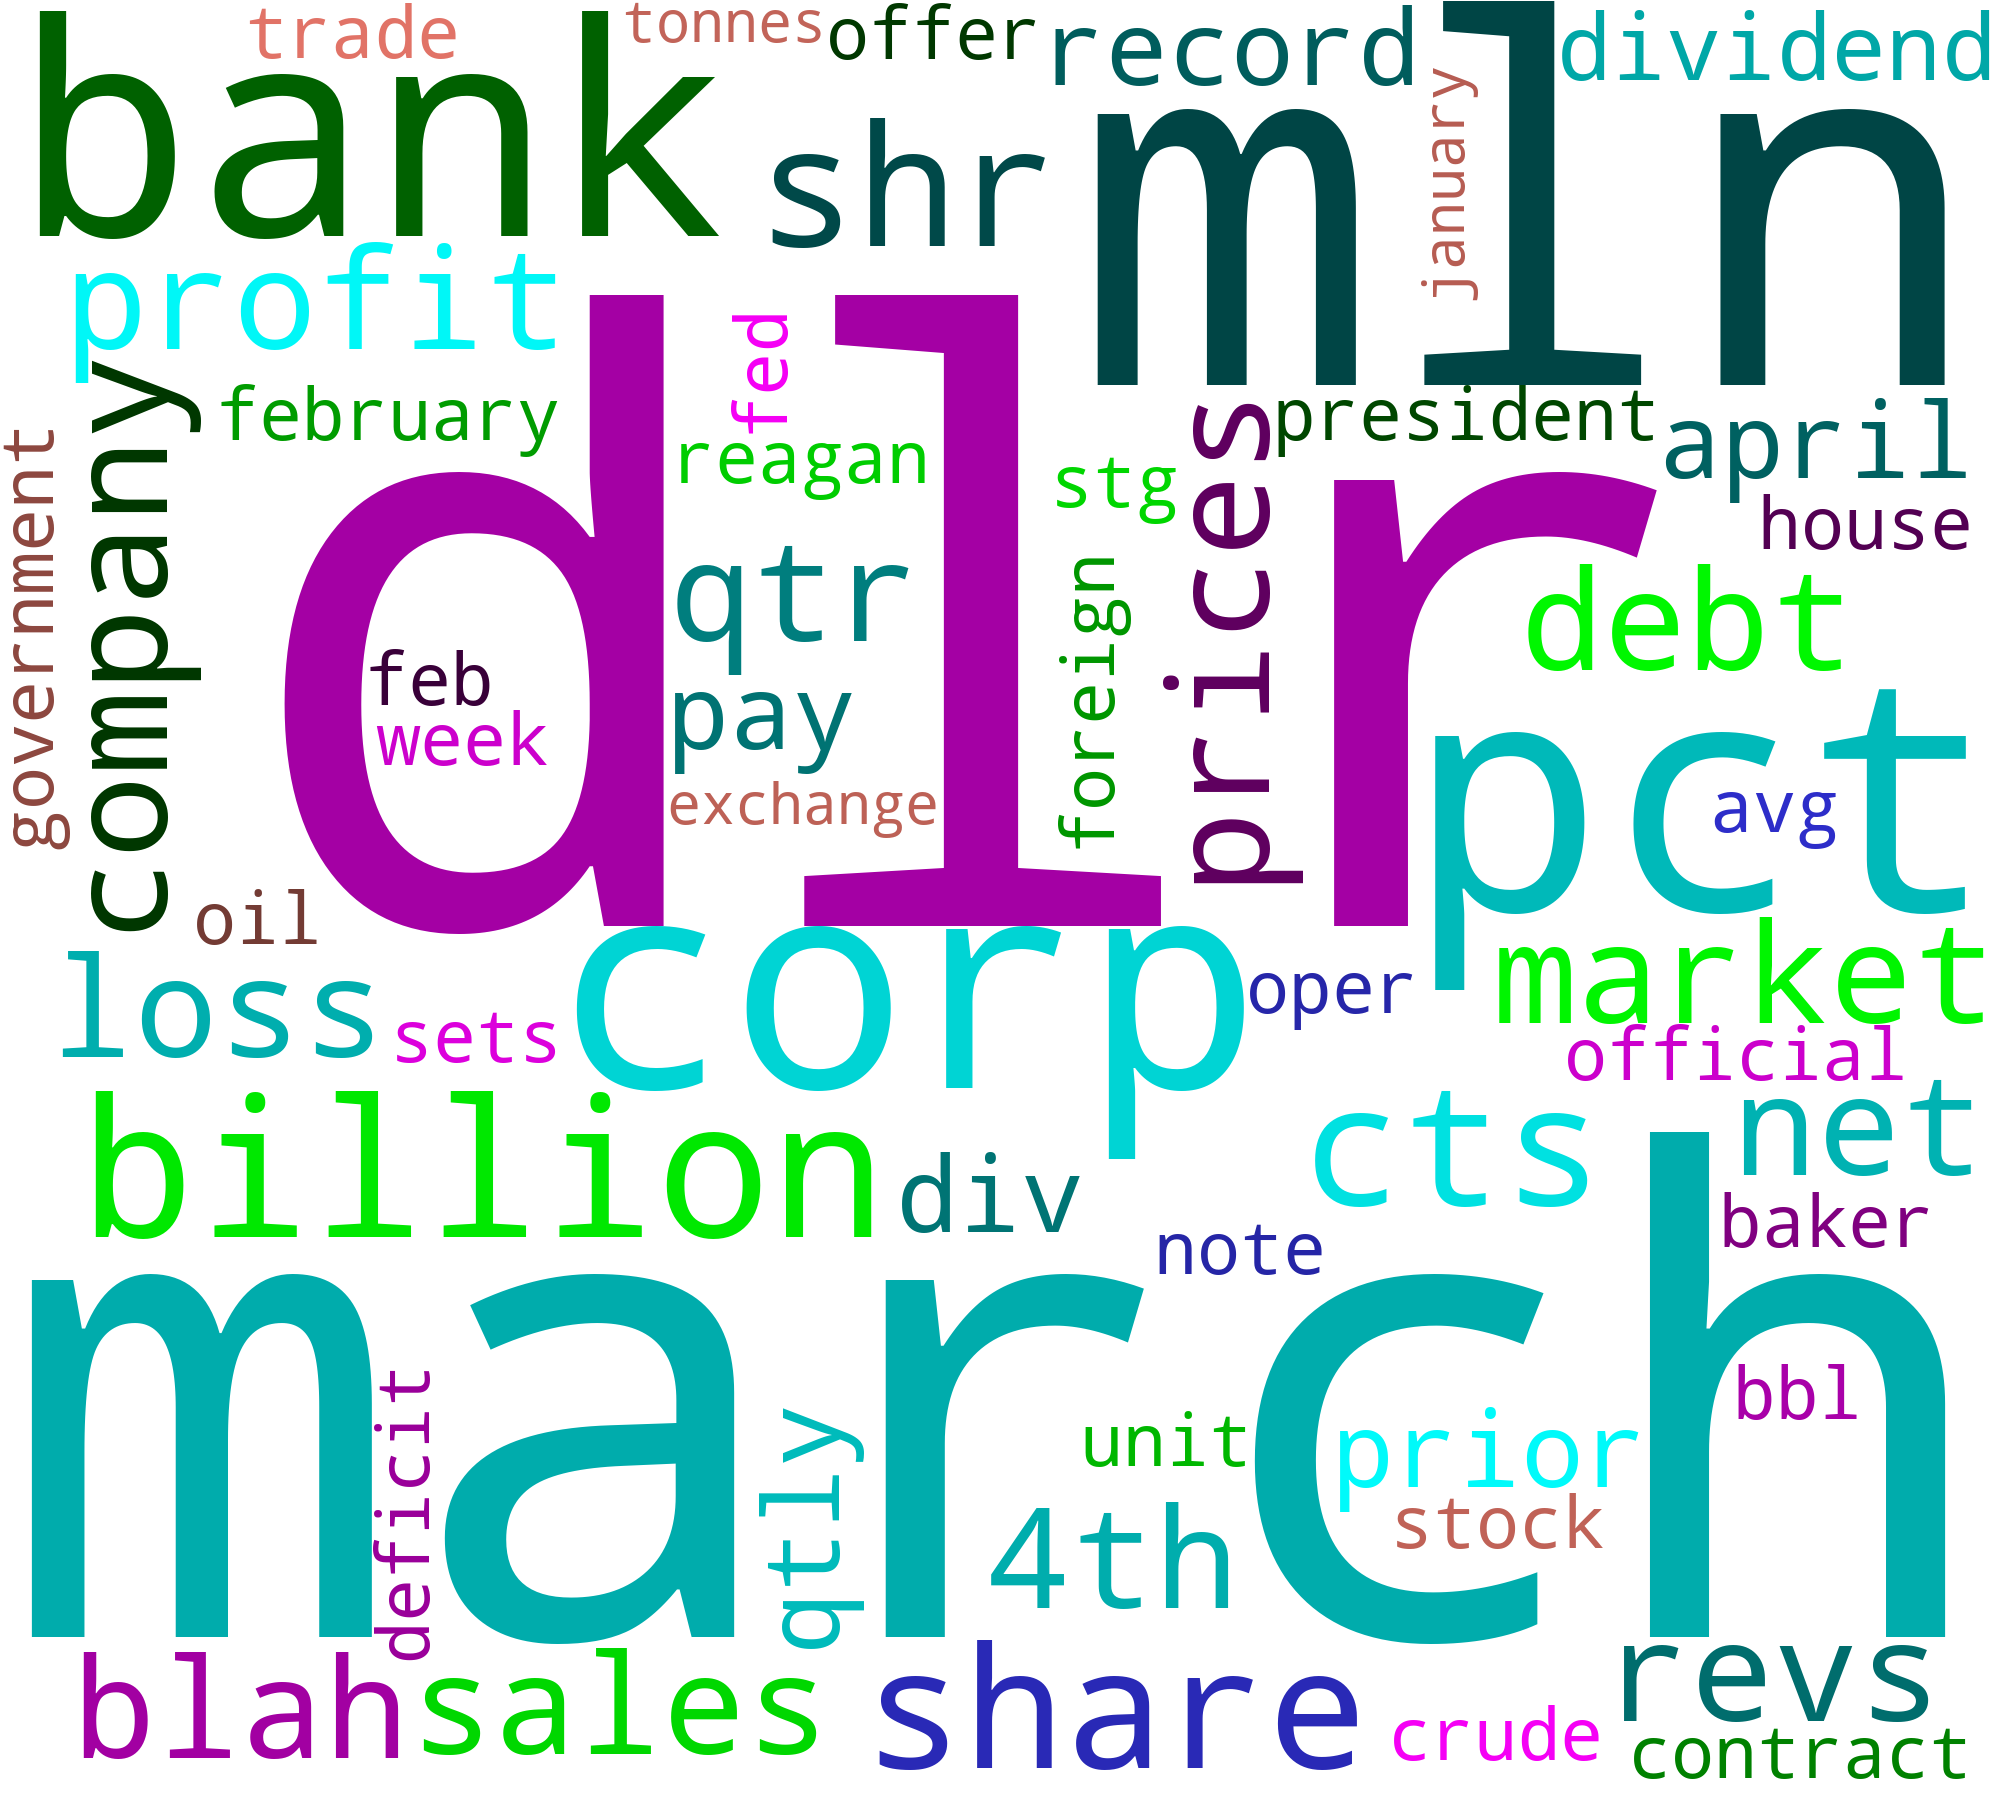 trade
tonnes
offer
record
dividend
bank
shr
mln
january
profit
fed
company
february
reagan
president
april
government
stg
prices
house
dlr
qtr
foreign
debt
feb
week
pay
pct
exchange
avg
oil
corp
market
loss
sets
oper
official
billion
div
cts
net
note
baker
march
deficit
qtly
unit
prior
bbl
4th
stock
blah
sales
share
revs
crude
contract